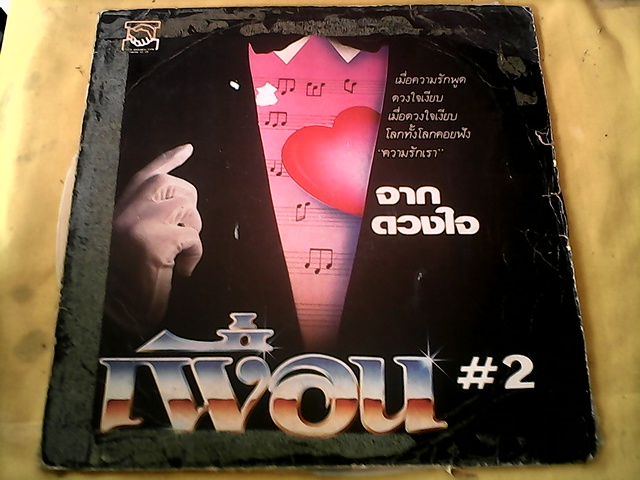 เมื่อความรักพูด
ดวงใจเงียบ
เมื่อดวงใจเงียบ
โลกทั้งโลกคอยฟัง
"ความรักเรา"
จาก
ดวงใจ
เพื่อน #2